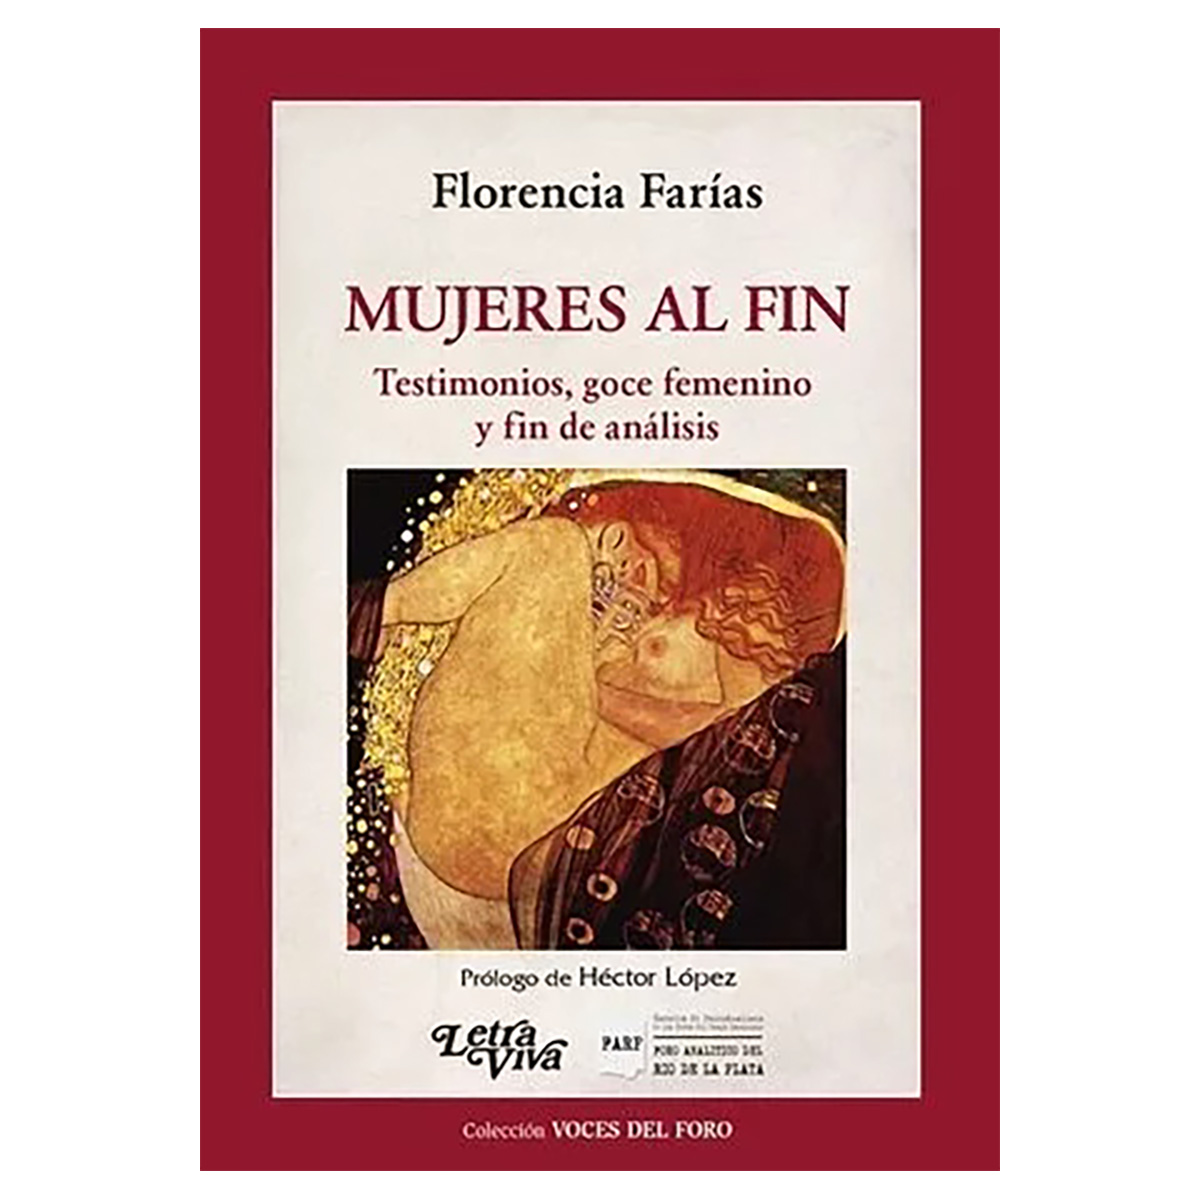 Florencia Farías
MUJERES AL FIN
Testimonios, goce femenino
y fin de análisis
Prólogo de Héctor López
Letra
Viva
FARP
FORO ANALITICO DEL
RIO DE LA PLATA
Colección VOCES DEL FORO